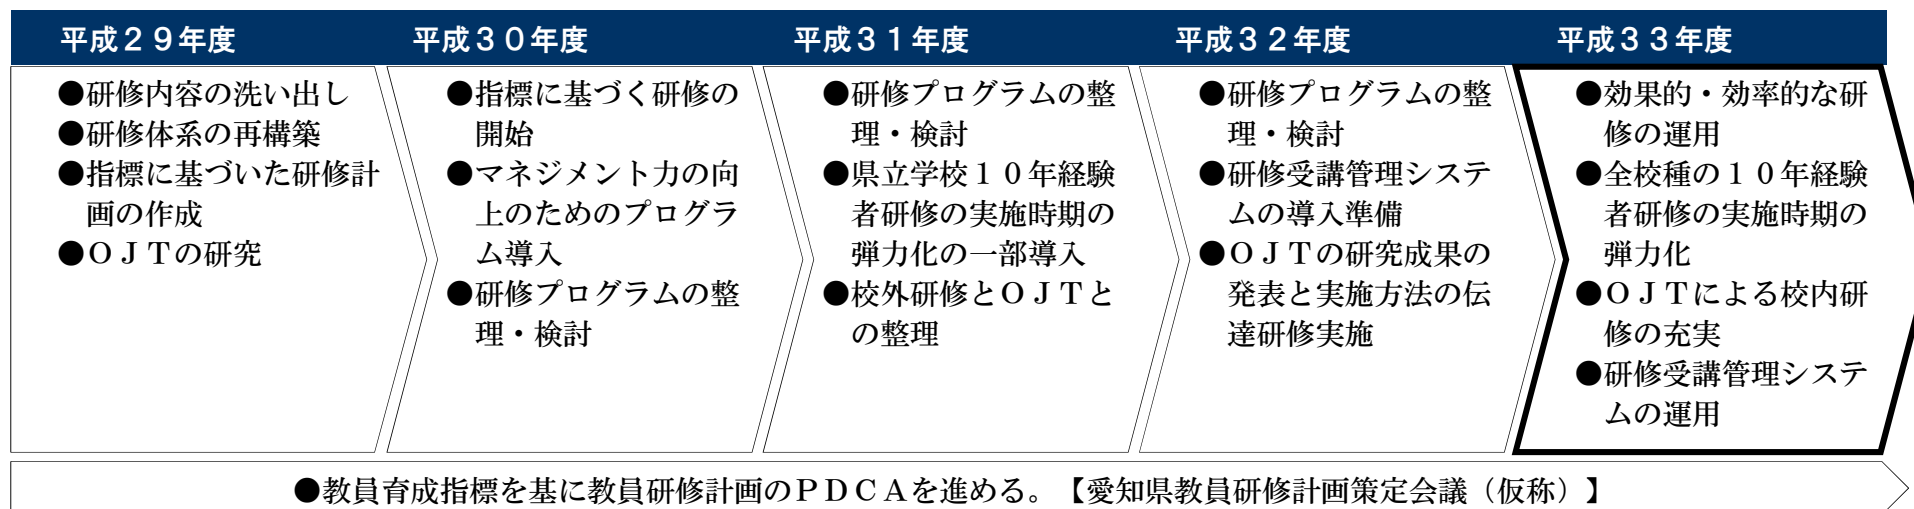 平成２９年度
平成３０年度
平成３１年度
平成３２年度
平成３３年度
●研修内容の洗い出し
●研修体系の再構築
●指標に基づいた研修計
画の作成
●ＯＪＴの研究
●指標に基づく研修の
開始
●マネジメント力の向
上のためのプログラ
ム導入
●研修プログラムの整
理・検討
●研修プログラムの整
理・検討
●県立学校１０年経験
者研修の実施時期の
弾力化の一部導入
●校外研修とＯＪＴと
の整理
●研修プログラムの整
理・検討
●研修受講管理システ
ムの導入準備
●ＯＪＴの研究成果の
発表と実施方法の伝
達研修実施
●効果的・効率的な研
修の運用
●全校種の１０年経験
者研修の実施時期の
弾力化
●ＯＪＴによる校内研
修の充実
●研修受講管理システ
ムの運用
●教員育成指標を基に教員研修計画のＰＤＣＡを進める。【愛知県教員研修計画策定会議（仮称）】